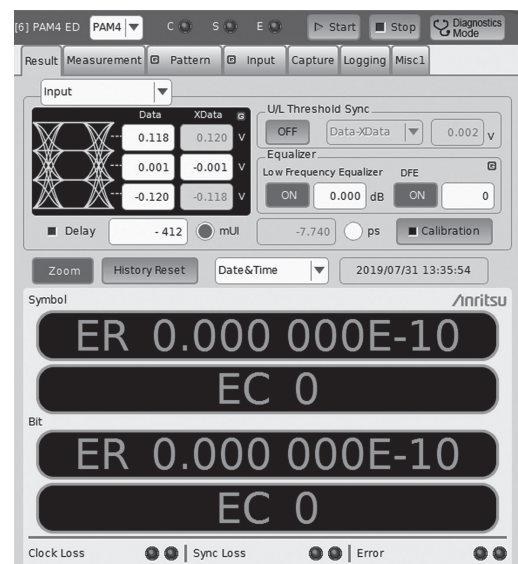 [6] PAM4 ED PAM4 C S E Start Stop Diagnostics Mode
Result Measurement G Pattern G Input Capture Logging Misc1
Input
Data XData G
0.118 0.120 V
0.001 -0.001 V
-0.120 -0.118 V
U/L Threshold Sync
OFF Data-XData 0.002 V
Equalizer
G
Low Frequency Equalizer DFE
ON 0.000 dB ON 0
Delay -412 mUI -7.740 ps Calibration
Zoom History Reset Date&Time 2019/07/31 13:35:54
Symbol Anritsu
ER 0.000 000E-10
EC 0
Bit
ER 0.000 000E-10
EC 0
Clock Loss Sync Loss Error